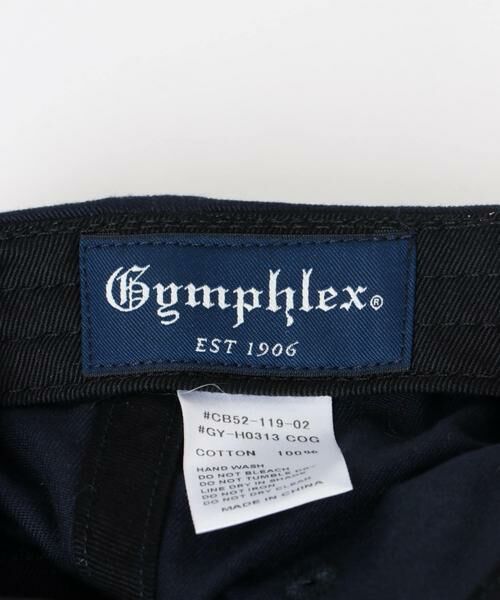 Gymphlex®
EST 1906
#CB52-119-02
#GY-H0313 COG
COTTON 100%
HAND WASH
DO NOT BLEACH
DO NOT TUMBLE DRY
LINE DRY IN SHADE
DO NOT IRON
DO NOT DRY CLEAN
MADE IN CHINA